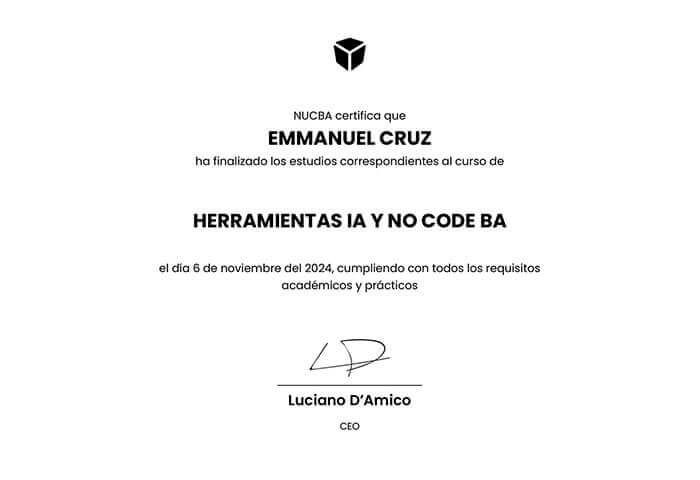 NUCBA certifica que
EMMANUEL CRUZ
ha finalizado los estudios correspondientes al curso de
HERRAMIENTAS IA Y NO CODE BA
el día 6 de noviembre del 2024, cumpliendo con todos los requisitos
académicos y prácticos
Luciano D’Amico
CEO